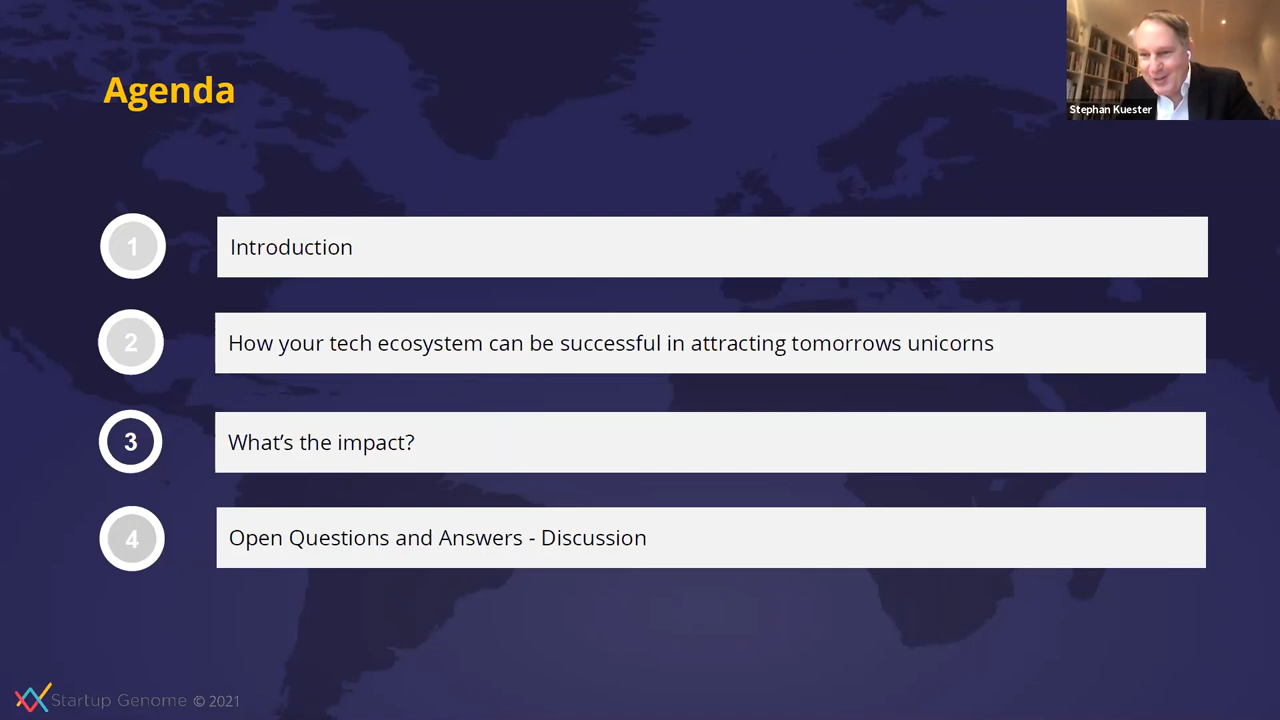 Agenda
Stephan Kuester
1
Introduction
2
How your tech ecosystem can be successful in attracting tomorrows unicorns
3
What's the impact?
4
Open Questions and Answers - Discussion
Startup Genome © 2021